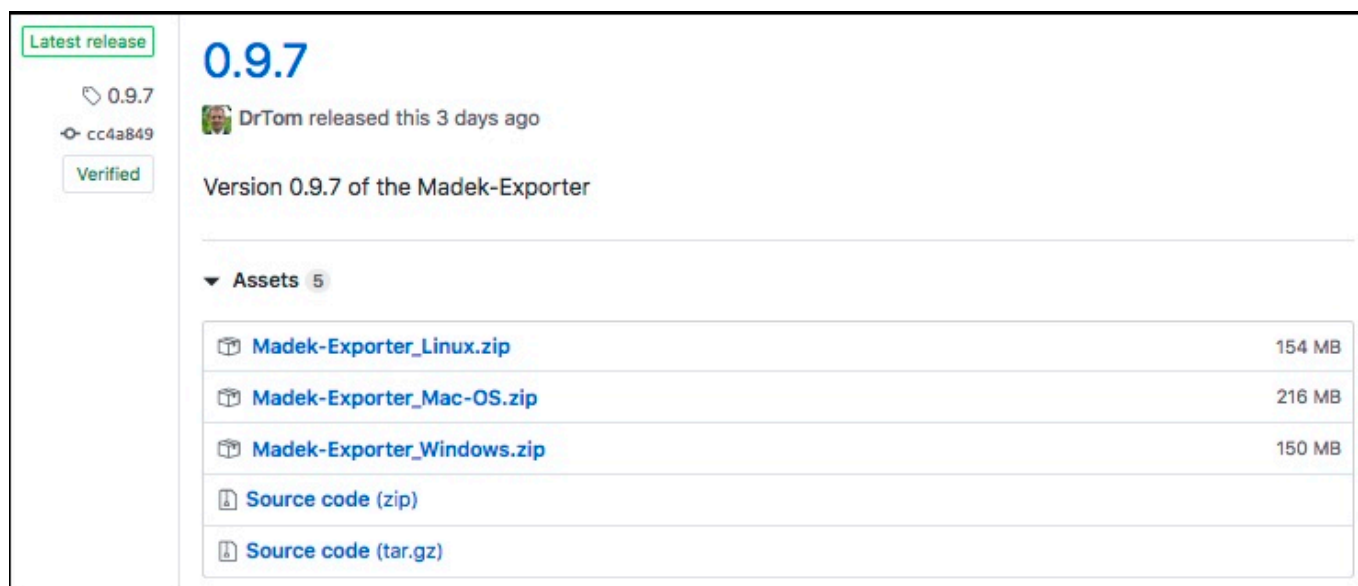 Latest release
0.9.7
cc4a849
Verified
0.9.7
DrTom released this 3 days ago
Version 0.9.7 of the Madek-Exporter
Assets 5
Madek-Exporter_Linux.zip 154 MB
Madek-Exporter_Mac-OS.zip 216 MB
Madek-Exporter_Windows.zip 150 MB
Source code (zip)
Source code (tar.gz)